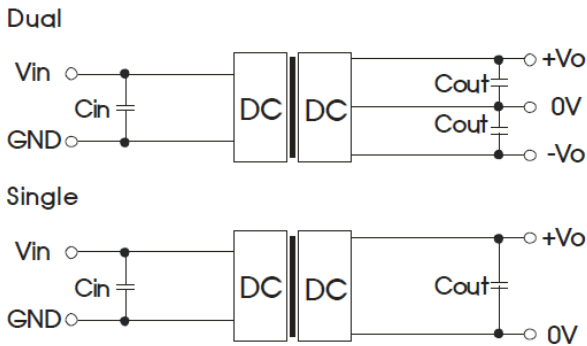 Dual
Vin
Cin
GND
DC
DC
Cout
Cout
+Vo
0V
-Vo
Single
Vin
Cin
GND
DC
DC
Cout
+Vo
0V